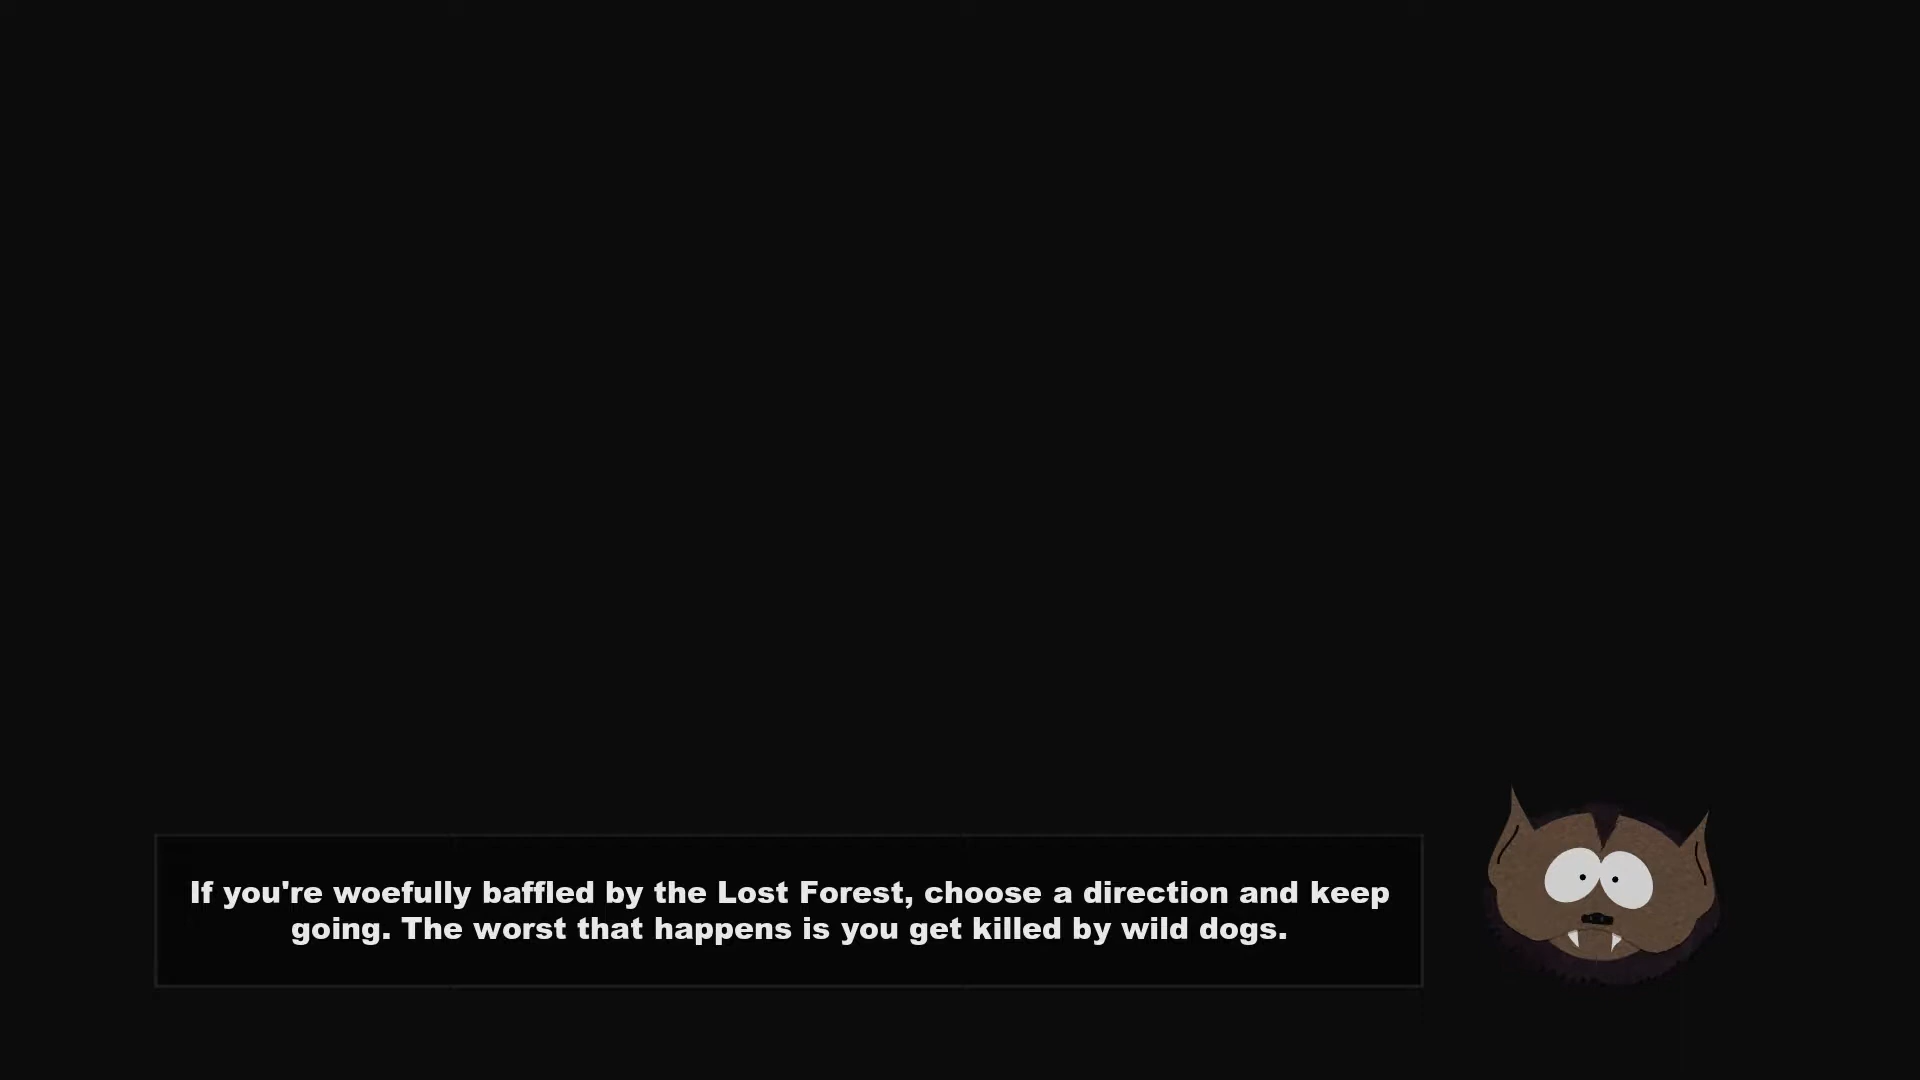 If you're woefully baffled by the Lost Forest, choose a direction and keep
going. The worst that happens is you get killed by wild dogs.